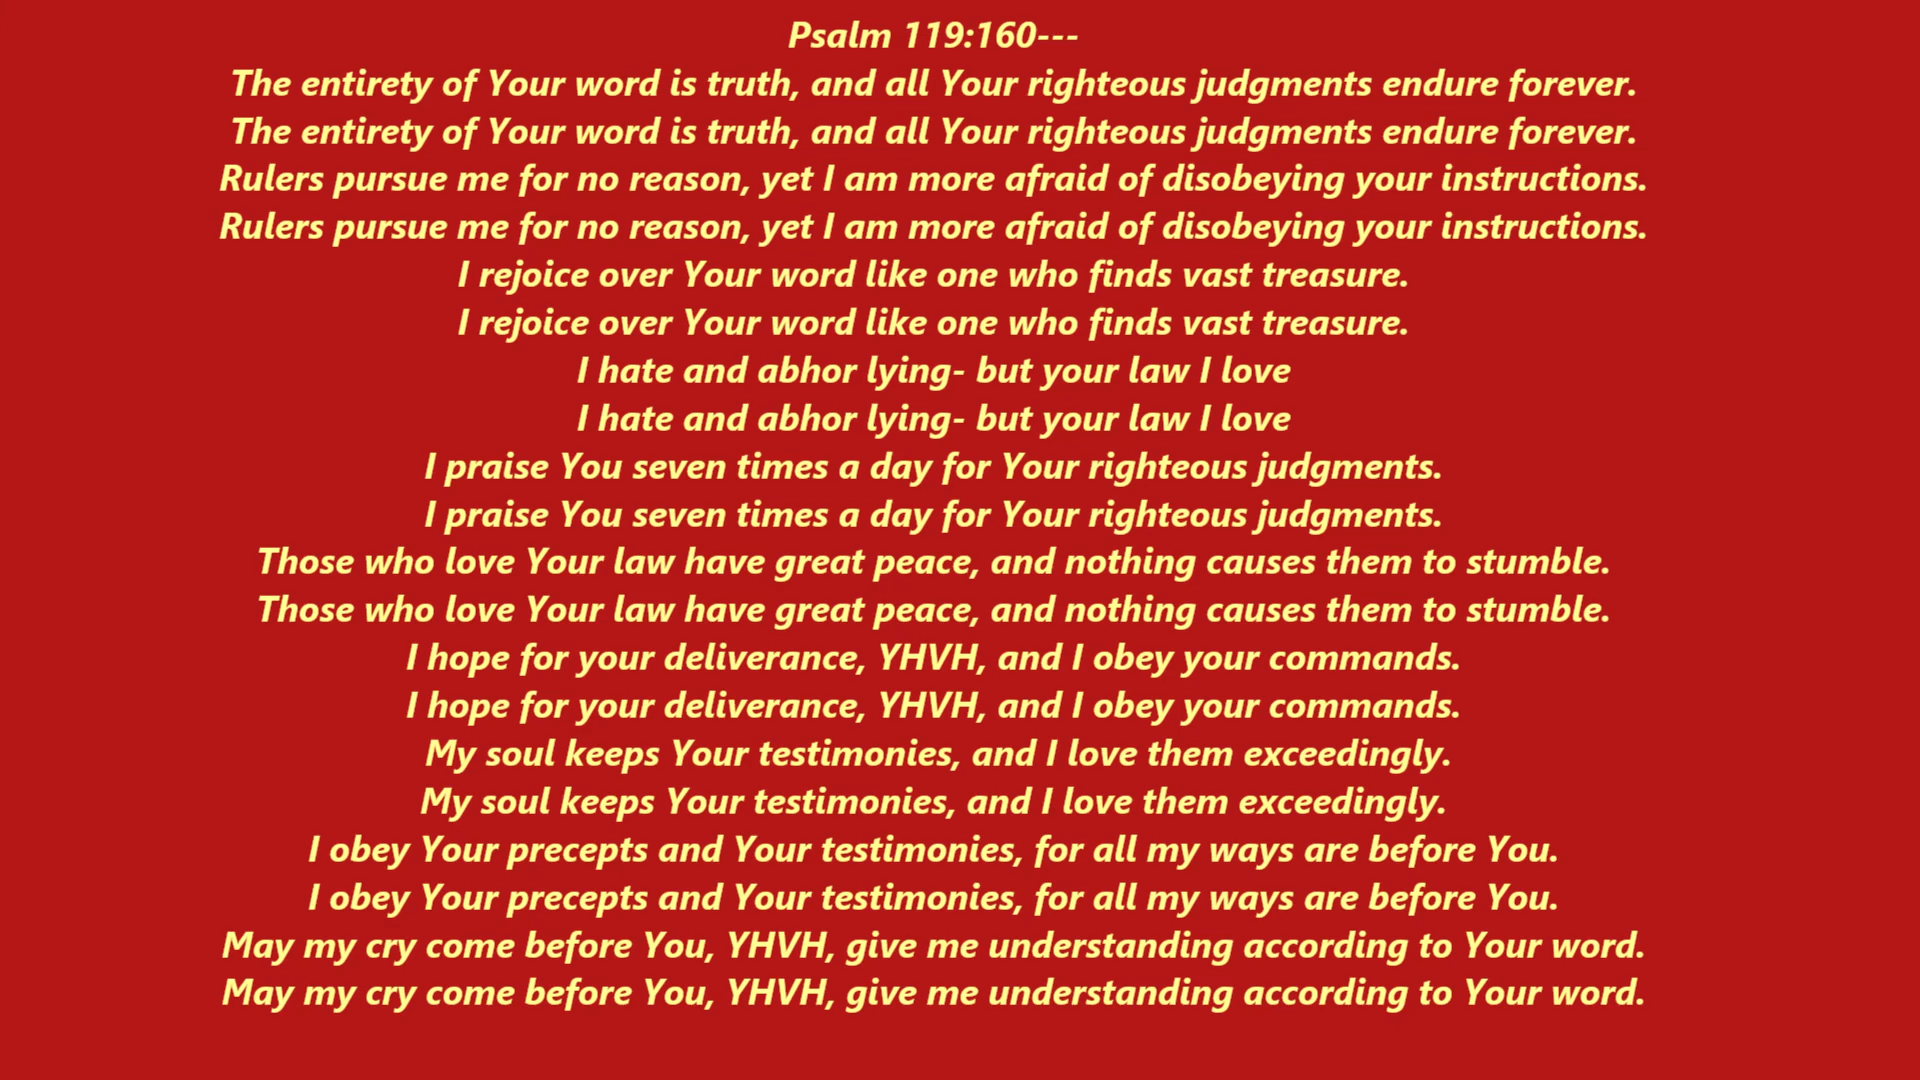 Psalm 119:160---
The entirety of Your word is truth, and all Your righteous judgments endure forever.
The entirety of Your word is truth, and all Your righteous judgments endure forever.
Rulers pursue me for no reason, yet I am more afraid of disobeying your instructions.
Rulers pursue me for no reason, yet I am more afraid of disobeying your instructions.
I rejoice over Your word like one who finds vast treasure.
I rejoice over Your word like one who finds vast treasure.
I hate and abhor lying- but your law I love
I hate and abhor lying- but your law I love
I praise You seven times a day for Your righteous judgments.
I praise You seven times a day for Your righteous judgments.
Those who love Your law have great peace, and nothing causes them to stumble.
Those who love Your law have great peace, and nothing causes them to stumble.
I hope for your deliverance, YHVH, and I obey your commands.
I hope for your deliverance, YHVH, and I obey your commands.
My soul keeps Your testimonies, and I love them exceedingly.
My soul keeps Your testimonies, and I love them exceedingly.
I obey Your precepts and Your testimonies, for all my ways are before You.
I obey Your precepts and Your testimonies, for all my ways are before You.
May my cry come before You, YHVH, give me understanding according to Your word.
May my cry come before You, YHVH, give me understanding according to Your word.